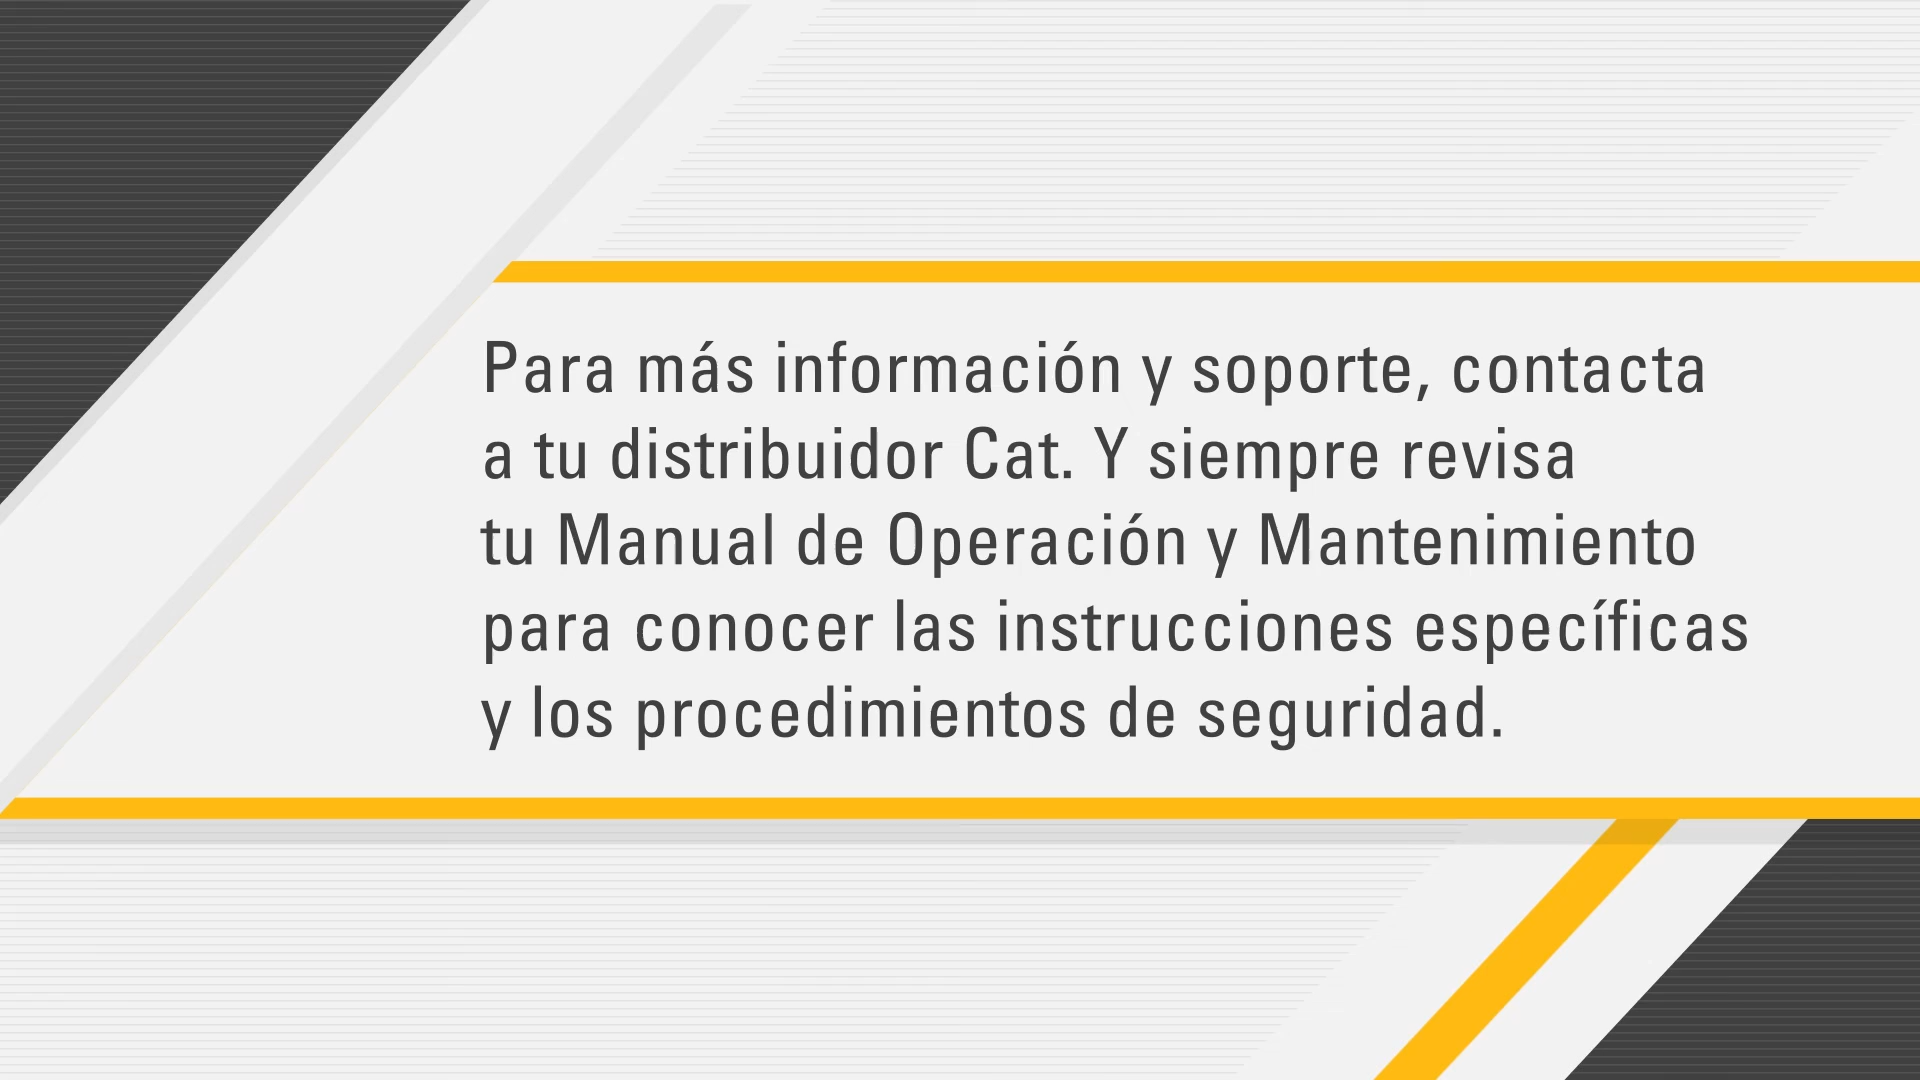 Para más información y soporte, contacta
a tu distribuidor Cat. Y siempre revisa
tu Manual de Operación y Mantenimiento
para conocer las instrucciones específicas
y los procedimientos de seguridad.